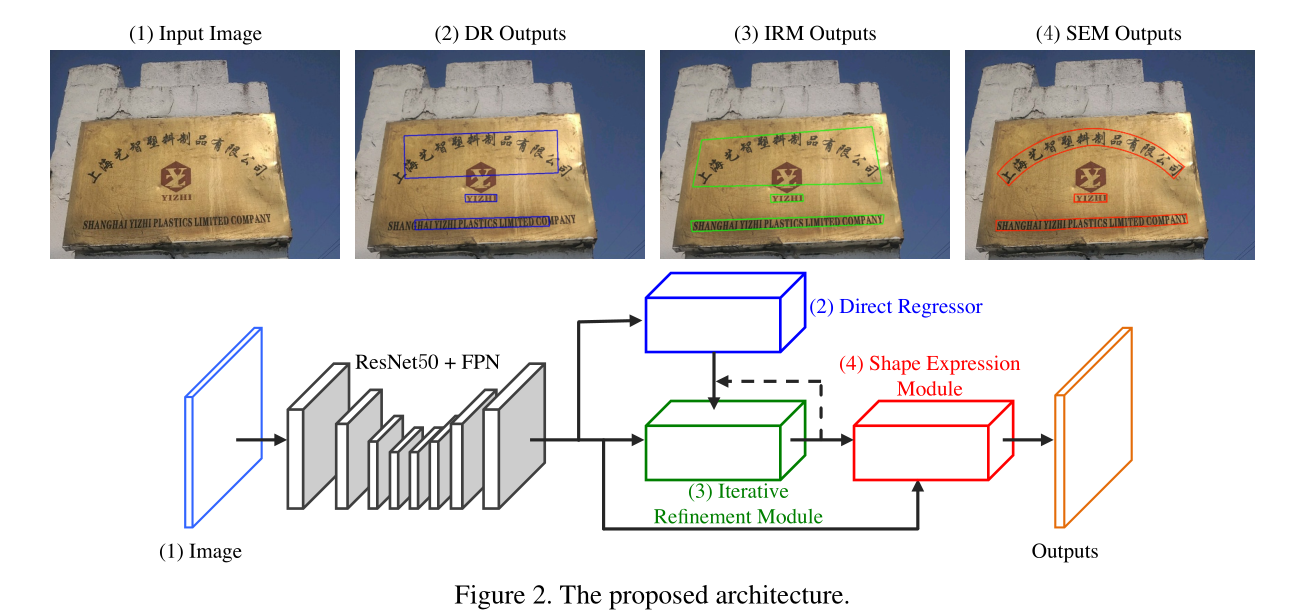 (1) Input Image
(2) DR Outputs
(3) IRM Outputs
(4) SEM Outputs
上海艺智塑料制品有限公司
YIZHI
SHANGHAI YIZHI PLASTICS LIMITED COMPANY
上海艺智塑料制品有限公司
YIZHI
SHANGHAI YIZHI PLASTICS LIMITED COMPANY
上海艺智塑料制品有限公司
YIZHI
SHANGHAI YIZHI PLASTICS LIMITED COMPANY
上海艺智塑料制品有限公司
YIZHI
SHANGHAI YIZHI PLASTICS LIMITED COMPANY
(2) Direct Regressor
ResNet50 + FPN
(4) Shape Expression
Module
(3) Iterative
Refinement Module
(1) Image
Outputs
Figure 2. The proposed architecture.